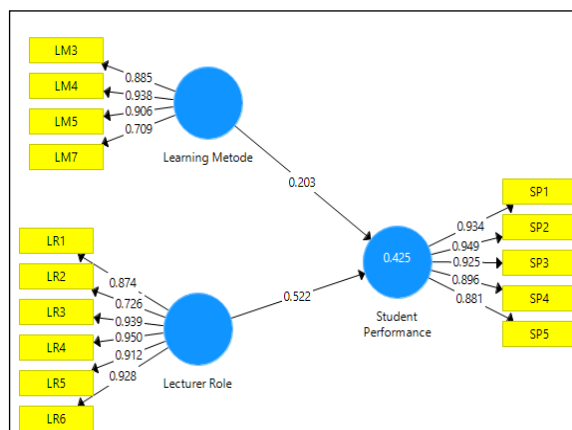 LM3
LM4
LM5
LM7
0.885
0.938
0.906
0.709
Learning Metode
0.203
LR1
LR2
LR3
LR4
LR5
LR6
0.874
0.726
0.939
0.950
0.912
0.928
Lecturer Role
0.522
0.425
Student
Performance
0.934
0.949
0.925
0.896
0.881
SP1
SP2
SP3
SP4
SP5